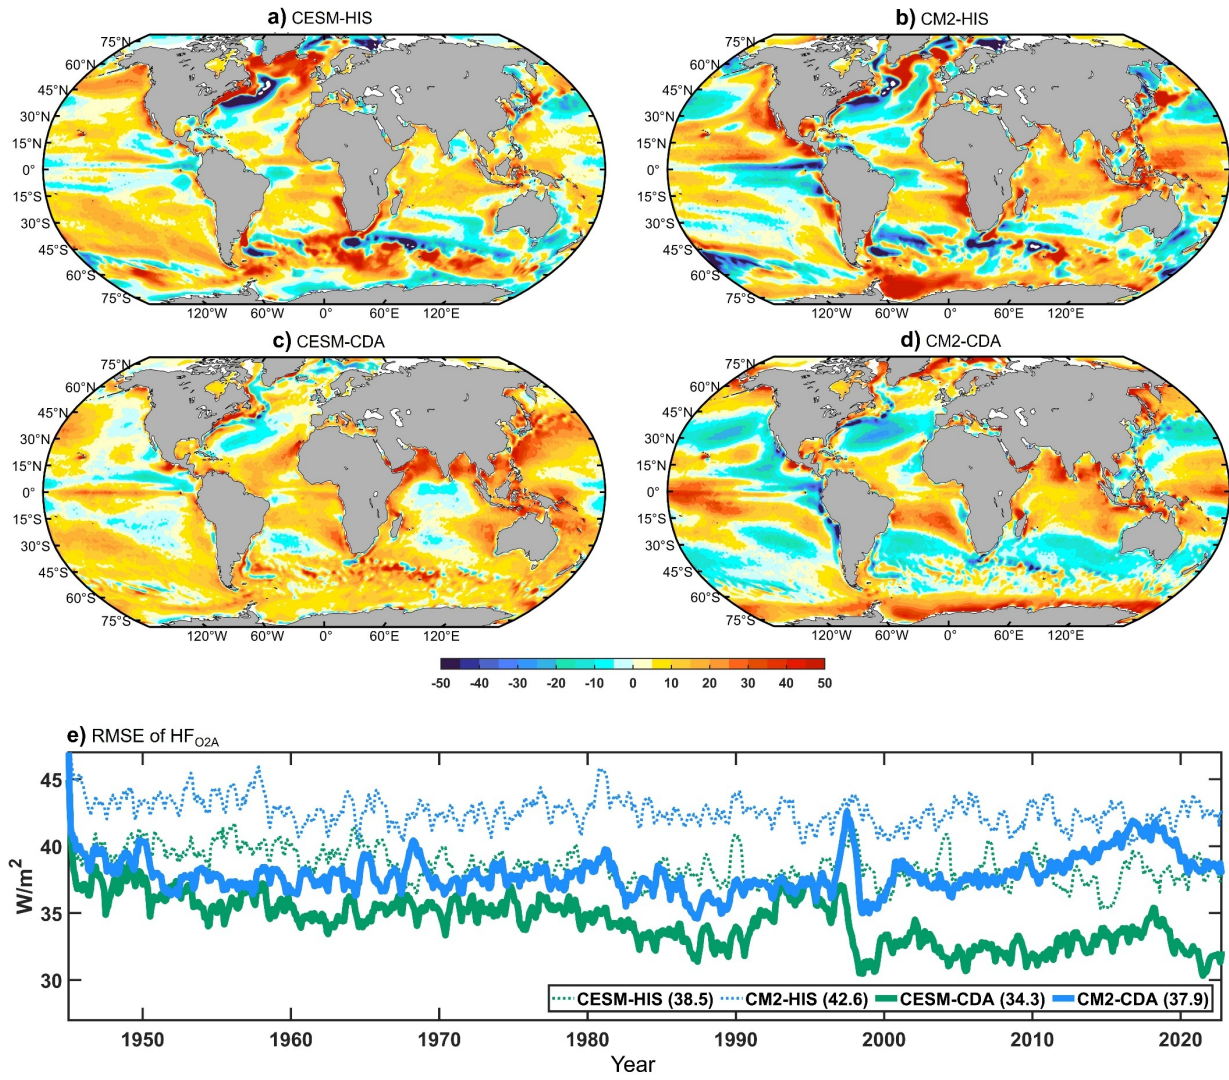 a) CESM-HIS
b) CM2-HIS
75°N
60°N
45°N
30°N
15°N
0°
15°S
30°S
45°S
60°S
75°S
120°W 60°W 0° 60°E 120°E
75°N
60°N
45°N
30°N
15°N
0°
15°S
30°S
45°S
60°S
75°S
120°W 60°W 0° 60°E 120°E
c) CESM-CDA
d) CM2-CDA
75°N
60°N
45°N
30°N
15°N
0°
15°S
30°S
45°S
60°S
75°S
120°W 60°W 0° 60°E 120°E
75°N
60°N
45°N
30°N
15°N
0°
15°S
30°S
45°S
60°S
75°S
120°W 60°W 0° 60°E 120°E
-50 -40 -30 -20 -10 0 10 20 30 40 50
e) RMSE of HF_O2A
W/m²
45
40
35
30
CESM-HIS (38.5) CM2-HIS (42.6) CESM-CDA (34.3) CM2-CDA (37.9)
1950 1960 1970 1980 1990 2000 2010 2020
Year